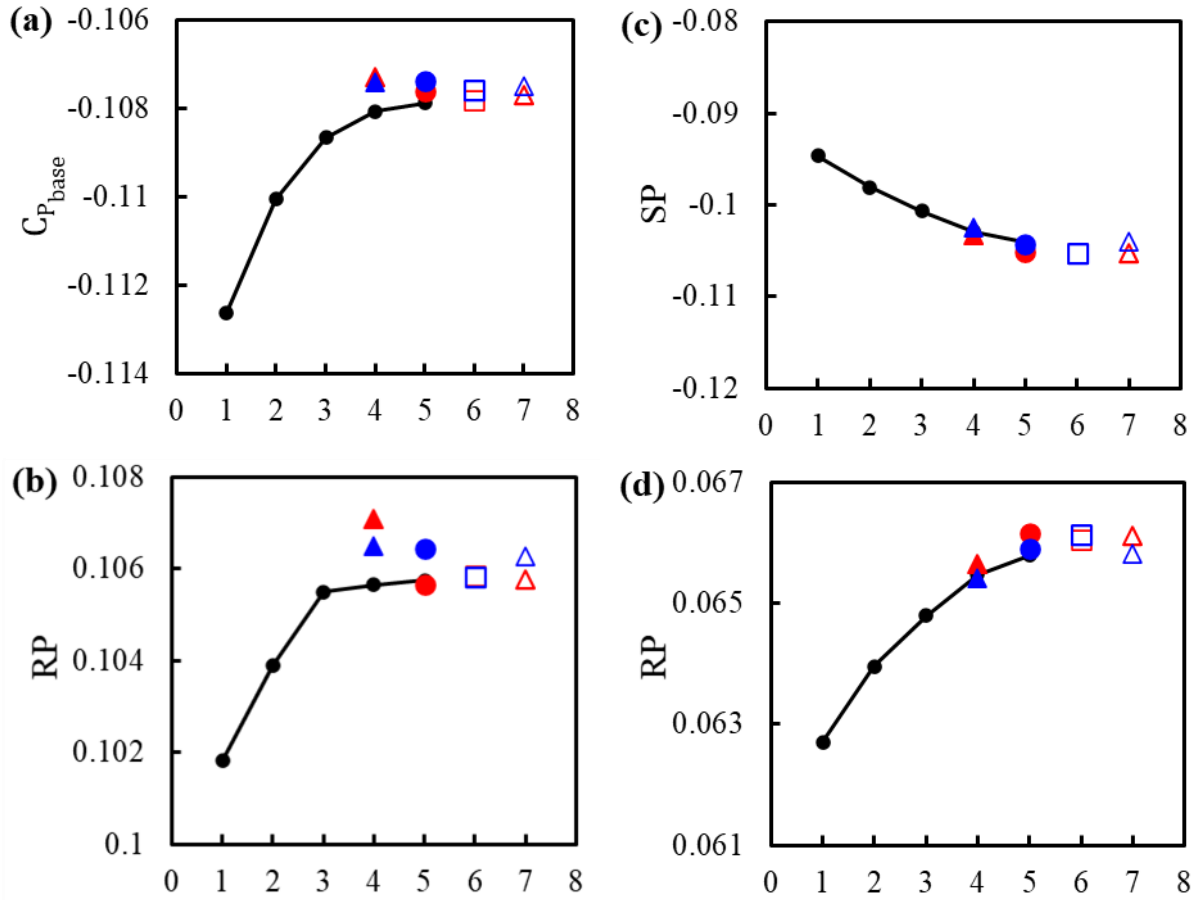 (a)
-0.106
-0.108
-0.11
-0.112
-0.114
C_P_base
0 1 2 3 4 5 6 7 8
(c)
-0.08
-0.09
-0.1
-0.11
-0.12
SP
0 1 2 3 4 5 6 7 8
(b)
0.108
0.106
0.104
0.102
0.1
RP
0 1 2 3 4 5 6 7 8
(d)
0.067
0.065
0.063
0.061
RP
0 1 2 3 4 5 6 7 8